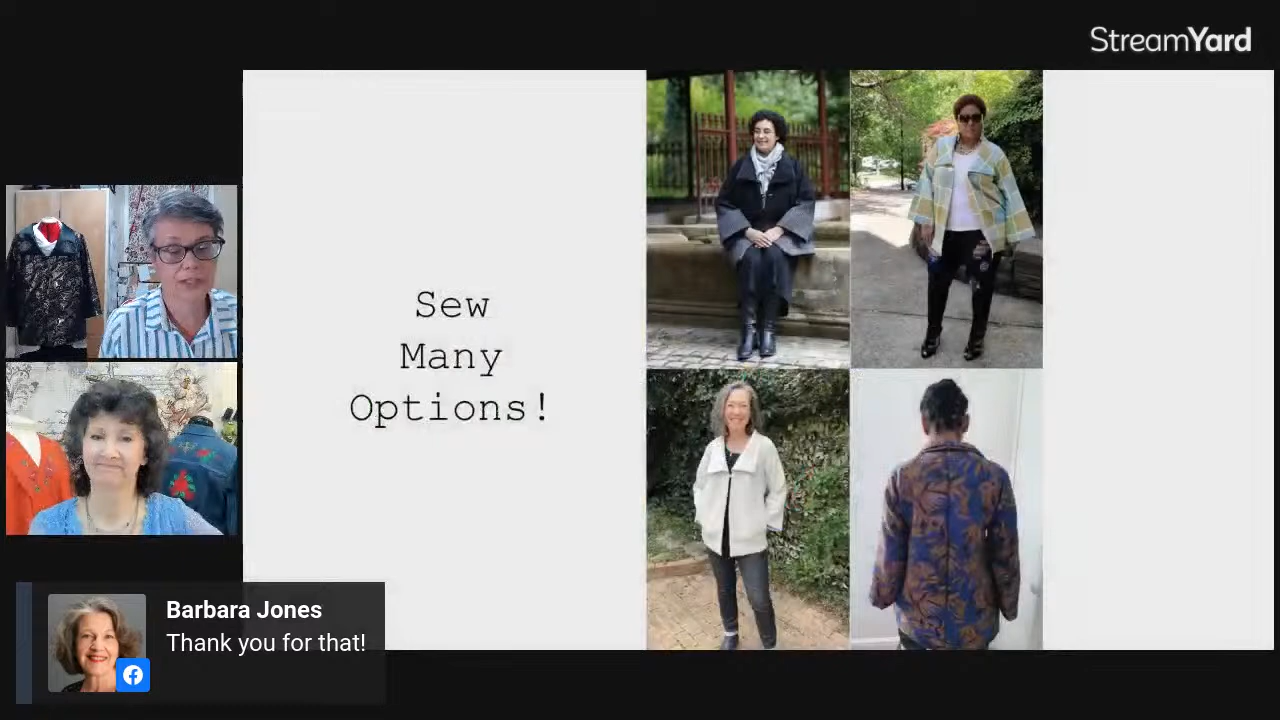 StreamYard
Sew
Many
Options!
Barbara Jones
Thank you for that!